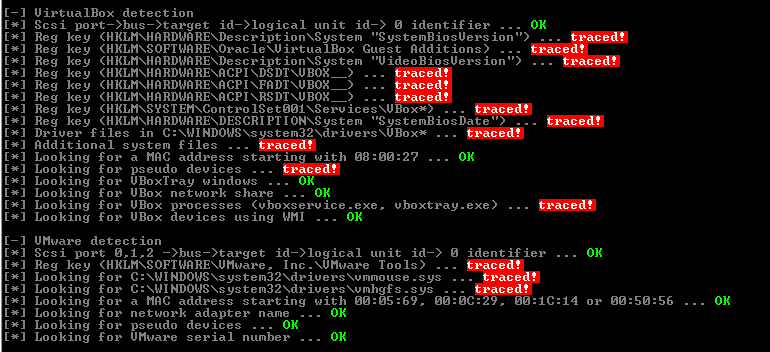 [-] VirtualBox detection
[*] Scsi port->bus->target id->logical unit id-> 0 identifier ... OK
[*] Reg key (HKLM\HARDWARE\Description\System "SystemBiosVersion") ... traced!
[*] Reg key (HKLM\SOFTWARE\Oracle\VirtualBox Guest Additions) ... traced!
[*] Reg key (HKLM\HARDWARE\Description\System "VideoBiosVersion") ... traced!
[*] Reg key (HKLM\HARDWARE\ACPI\DSDT\VBOX__) ... traced!
[*] Reg key (HKLM\HARDWARE\ACPI\FADT\VBOX__) ... traced!
[*] Reg key (HKLM\HARDWARE\ACPI\RSDT\VBOX__) ... traced!
[*] Reg key (HKLM\SYSTEM\ControlSet001\Services\VBox*) ... traced!
[*] Reg key (HKLM\HARDWARE\DESCRIPTION\System "SystemBiosDate") ... traced!
[*] Driver files in C:\WINDOWS\system32\drivers\VBox* ... traced!
[*] Additional system files ... traced!
[*] Looking for a MAC address starting with 08:00:27 ... OK
[*] Looking for pseudo devices ... traced!
[*] Looking for VBoxTray windows ... OK
[*] Looking for VBox network share ... OK
[*] Looking for VBox processes (vboxservice.exe, vboxtray.exe) ... traced!
[*] Looking for VBox devices using WMI ... OK
[-] VMware detection
[*] Scsi port 0,1,2 ->bus->target id->logical unit id-> 0 identifier ... OK
[*] Reg key (HKLM\SOFTWARE\VMware, Inc.\VMware Tools) ... traced!
[*] Looking for C:\WINDOWS\system32\drivers\vmmouse.sys ... traced!
[*] Looking for C:\WINDOWS\system32\drivers\vmhgfs.sys ... traced!
[*] Looking for a MAC address starting with 00:05:69, 00:0C:29, 00:1C:14 or 00:50:56 ... OK
[*] Looking for network adapter name ... OK
[*] Looking for pseudo devices ... OK
[*] Looking for VMware serial number ... OK